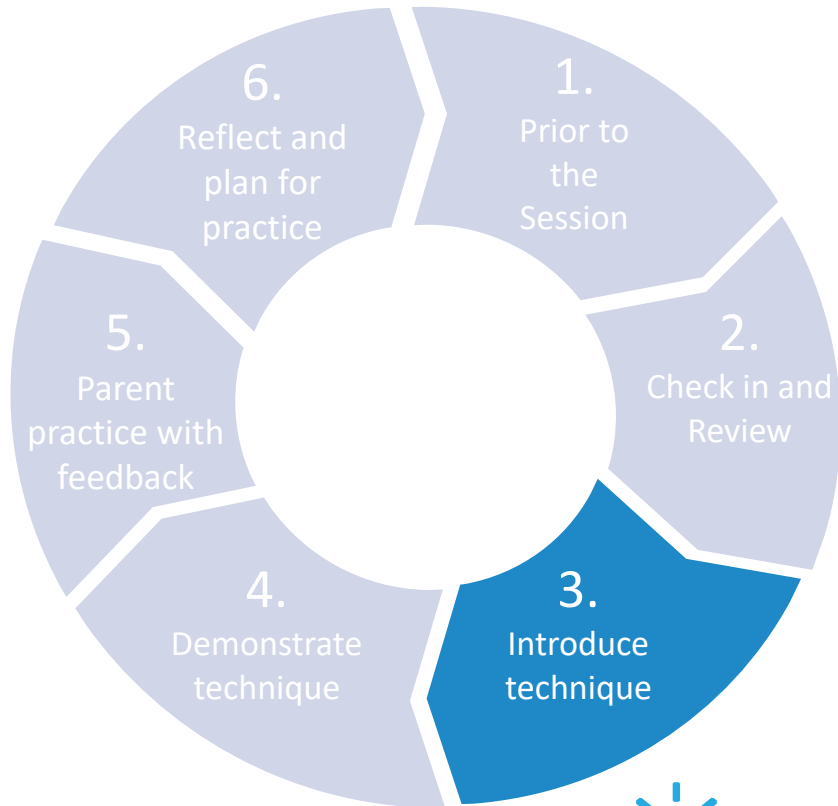 1.
Prior to
the
Session
2.
Check in and
Review
3.
Introduce
technique
4.
Demonstrate
technique
5.
Parent
practice with
feedback
6.
Reflect and
plan for
practice